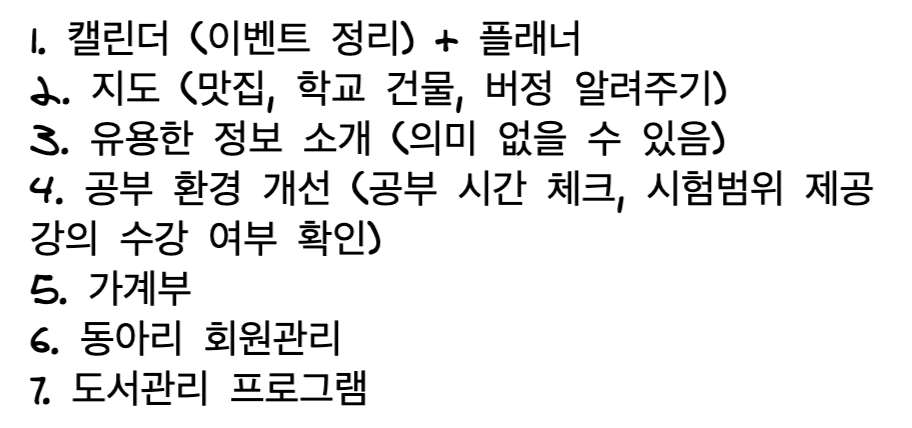 1. 캘린더 (이벤트 정리) + 플래너
2. 지도 (맛집, 학교 건물, 버정 알려주기)
3. 유용한 정보 소개 (의미 없을 수 있음)
4. 공부 환경 개선 (공부 시간 체크, 시험범위 제공
강의 수강 여부 확인)
5. 가계부
6. 동아리 회원관리
7. 도서관리 프로그램